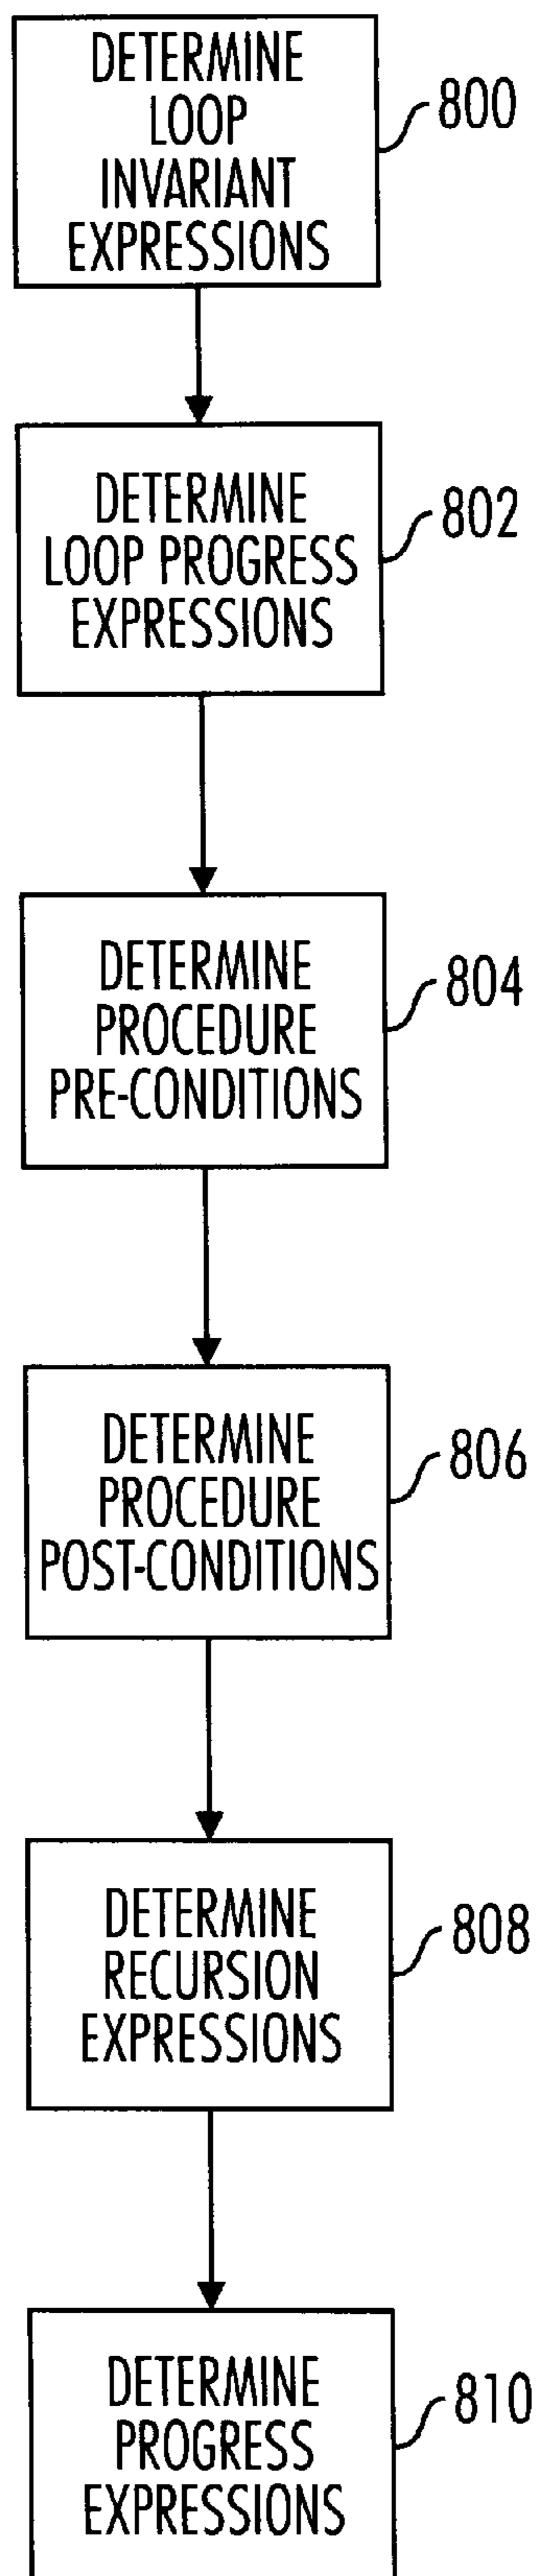 DETERMINE
LOOP
INVARIANT
EXPRESSIONS
800
DETERMINE
LOOP PROGRESS
EXPRESSIONS
802
DETERMINE
PROCEDURE
PRE-CONDITIONS
804
DETERMINE
PROCEDURE
POST-CONDITIONS
806
DETERMINE
RECURSION
EXPRESSIONS
808
DETERMINE
PROGRESS
EXPRESSIONS
810